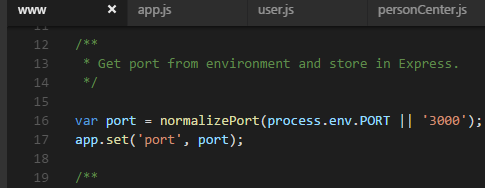 www × app.js user.js personCenter.js
11
12 /**
13  * Get port from environment and store in Express.
14  */
15
16 var port = normalizePort(process.env.PORT || '3000');
17 app.set('port', port);
18
19 /**